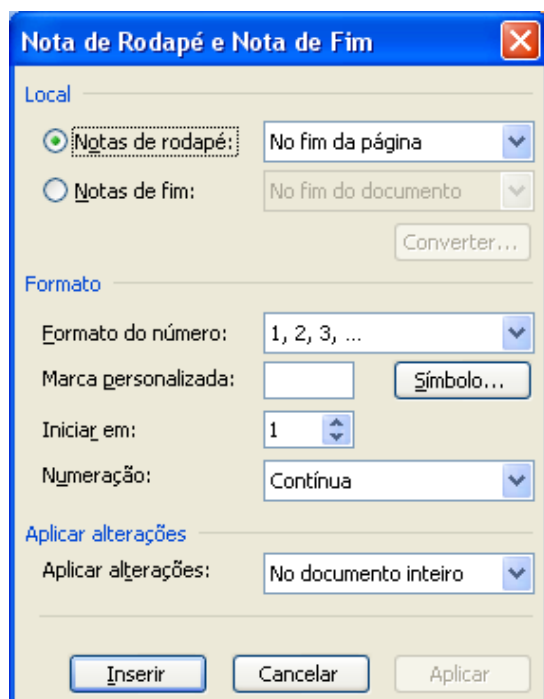 Nota de Rodapé e Nota de Fim
Local
Notas de rodapé: No fim da página
Notas de fim: No fim do documento
Converter...
Formato
Formato do número: 1, 2, 3, ...
Marca personalizada: Símbolo...
Iniciar em: 1
Numeração: Contínua
Aplicar alterações
Aplicar alterações: No documento inteiro
Inserir Cancelar Aplicar